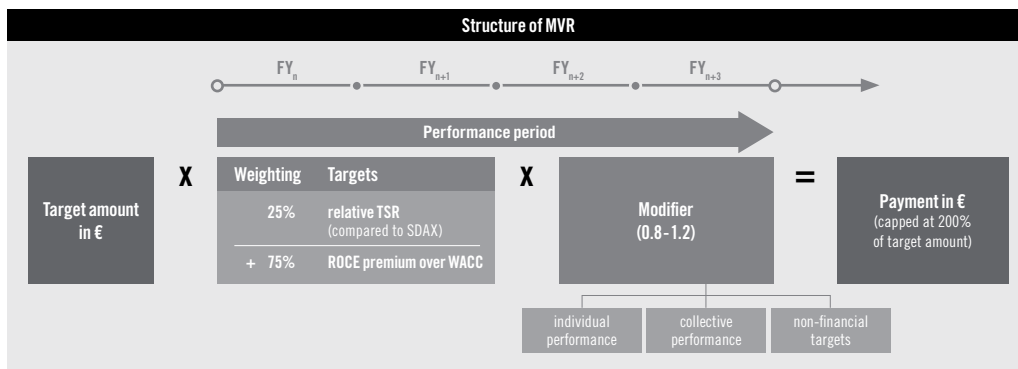 Structure of MVR
FYn FYn+1 FYn+2 FYn+3
Performance period
Target amount
in €
X
Weighting Targets
25% relative TSR
(compared to SDAX)
+ 75% ROCE premium over WACC
X
Modifier
(0.8-1.2)
=
Payment in €
(capped at 200%
of target amount)
individual
performance
collective
performance
non-financial
targets